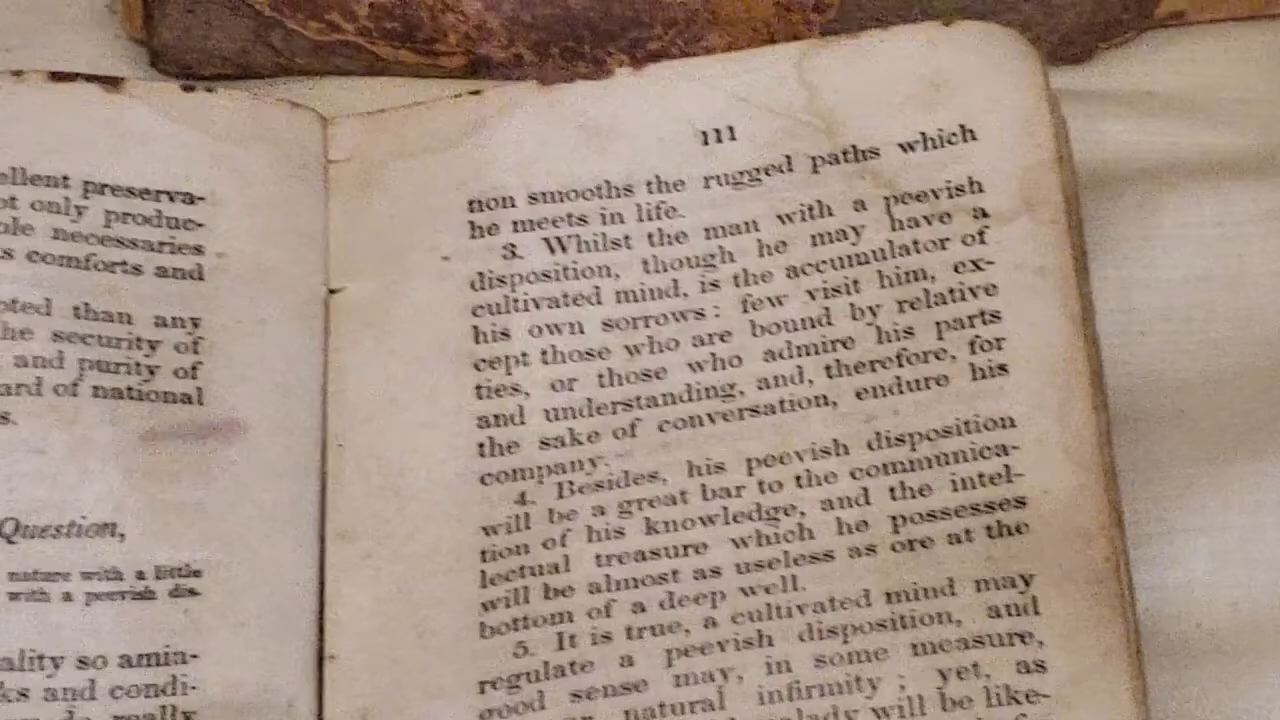 ellent preserva-
ot only produc-
ble necessaries
s comforts and
oted than any
he security of
and purity of
ard of national
s.
Question,
nature with a little
with a peevish dis-
ality so amia-
ks and condi-
really
111
tion smooths the rugged paths which
he meets in life.
3. Whilst the man with a peevish
disposition, though he may have a
cultivated mind, is the accumulator of
his own sorrows: few visit him, ex-
cept those who are bound by relative
ties, or those who admire his parts
and understanding, and, therefore, for
the sake of conversation, endure his
company.
4. Besides, his peevish disposition
will be a great bar to the communica-
tion of his knowledge, and the intel-
lectual treasure which he possesses
will be almost as useless as ore at the
bottom of a deep well.
5. It is true, a cultivated mind may
regulate a peevish disposition, and
good sense may, in some measure,
natural infirmity; yet, as
will be like-